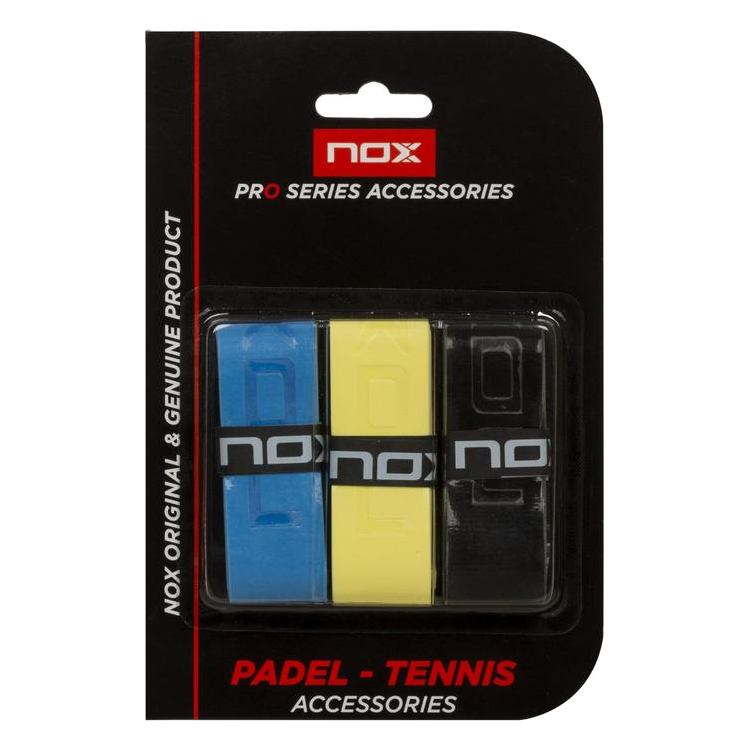 nox
PRO SERIES ACCESSORIES
NOX ORIGINAL & GENUINE PRODUCT
nox
nox
nox
PADEL - TENNIS
ACCESSORIES